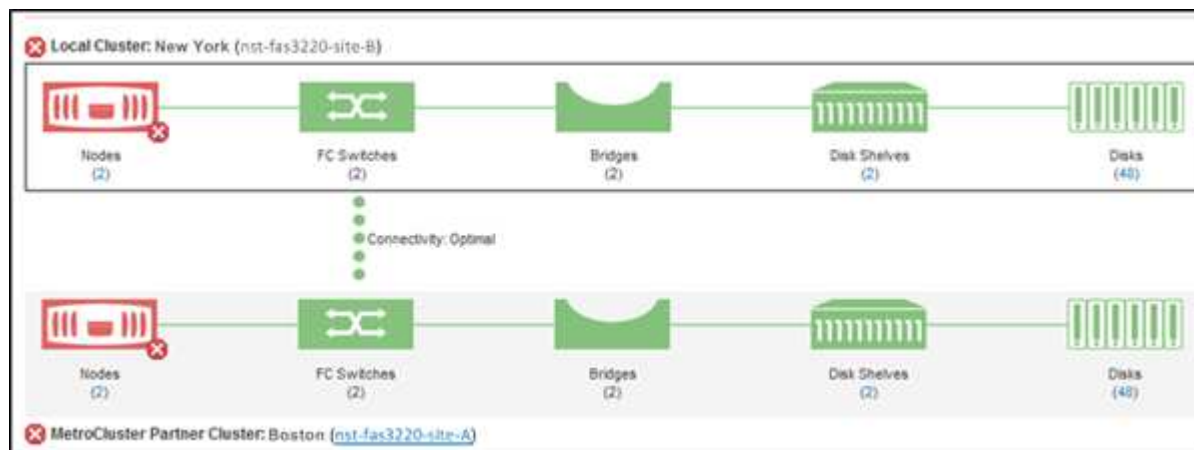 Local Cluster: New York (nst-fas3220-site-B)
Nodes FC Switches Bridges Disk Shelves Disks
(2) (2) (2) (2) (48)
Connectivity: Optimal
Nodes FC Switches Bridges Disk Shelves Disks
(2) (2) (2) (2) (48)
MetroCluster Partner Cluster: Boston (nst-fas3220-site-A)